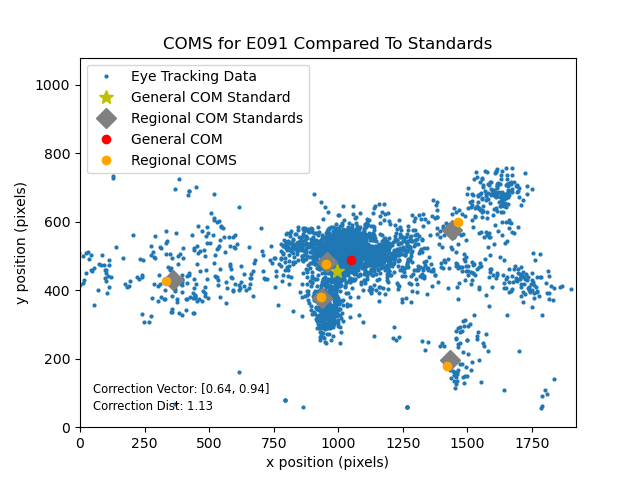 COMS for E091 Compared To Standards
Eye Tracking Data
General COM Standard
Regional COM Standards
General COM
Regional COMS
y position (pixels)
1000
800
600
400
200
0
Correction Vector: [0.64, 0.94]
Correction Dist: 1.13
0
250
500
750
1000
1250
1500
1750
x position (pixels)